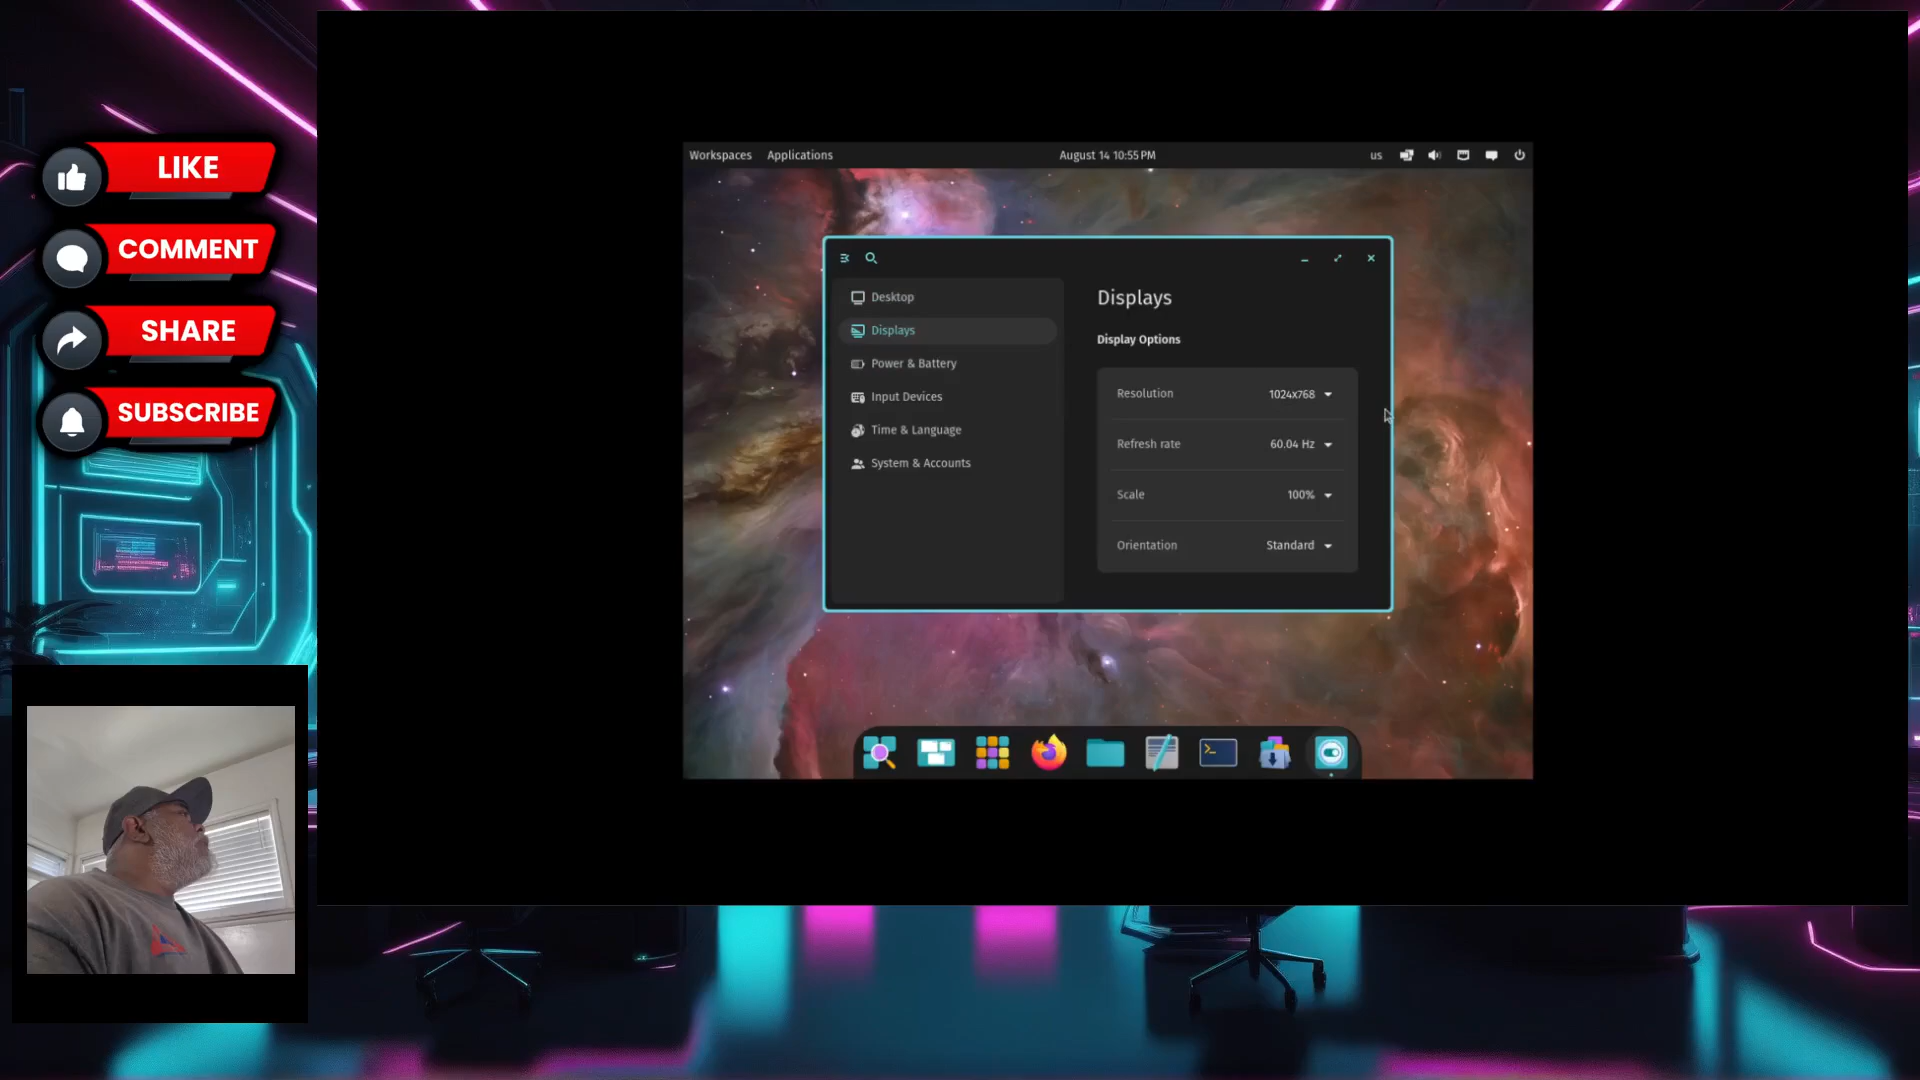 LIKE
COMMENT
SHARE
SUBSCRIBE
Workspaces Applications August 14 10:55 PM us
Desktop
Displays
Power & Battery
Input Devices
Time & Language
System & Accounts
Displays
Display Options
Resolution 1024x768
Refresh rate 60.04 Hz
Scale 100%
Orientation Standard